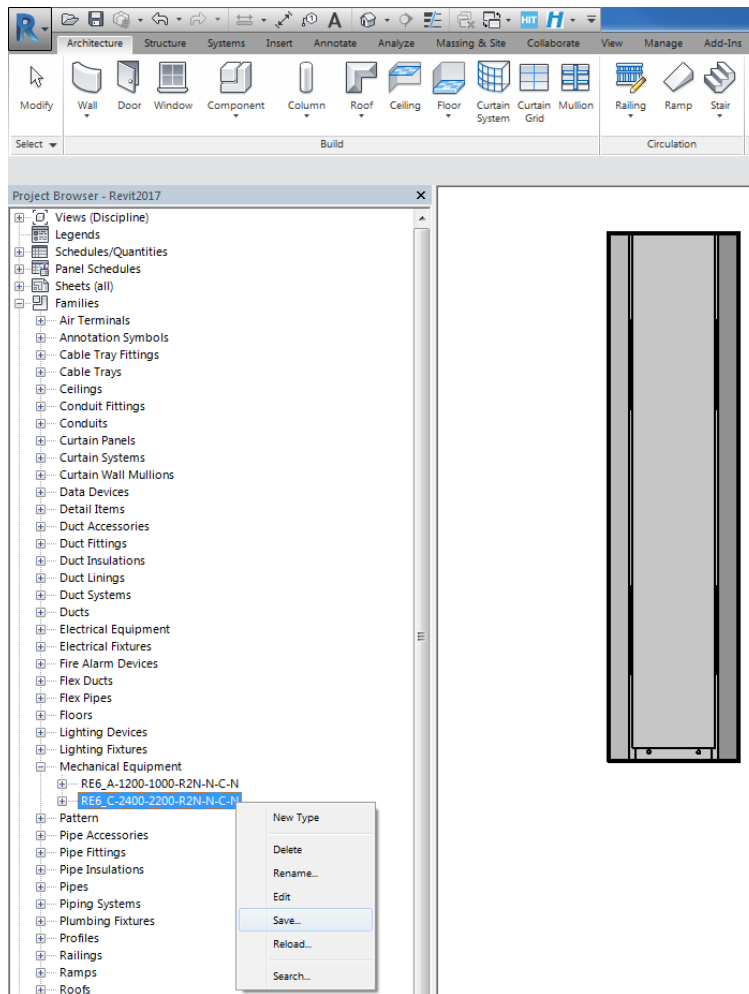 R
A
HIT
H
Architecture Structure Systems Insert Annotate Analyze Massing & Site Collaborate View Manage Add-Ins
Modify Wall Door Window Component Column Roof Ceiling Floor Curtain System Curtain Grid Mullion Railing Ramp Stair
Select Build Circulation
Project Browser - Revit2017
Views (Discipline)
Legends
Schedules/Quantities
Panel Schedules
Sheets (all)
Families
Air Terminals
Annotation Symbols
Cable Tray Fittings
Cable Trays
Ceilings
Conduit Fittings
Conduits
Curtain Panels
Curtain Systems
Curtain Wall Mullions
Data Devices
Detail Items
Duct Accessories
Duct Fittings
Duct Insulations
Duct Linings
Duct Systems
Ducts
Electrical Equipment
Electrical Fixtures
Fire Alarm Devices
Flex Ducts
Flex Pipes
Floors
Lighting Devices
Lighting Fixtures
Mechanical Equipment
RE6_A-1200-1000-R2N-N-C-N
RE6_C-2400-2200-R2N-N-C-N
Pattern
Pipe Accessories
Pipe Fittings
Pipe Insulations
Pipes
Piping Systems
Plumbing Fixtures
Profiles
Railings
Ramps
Roofs
New Type
Delete
Rename...
Edit
Save...
Reload...
Search...